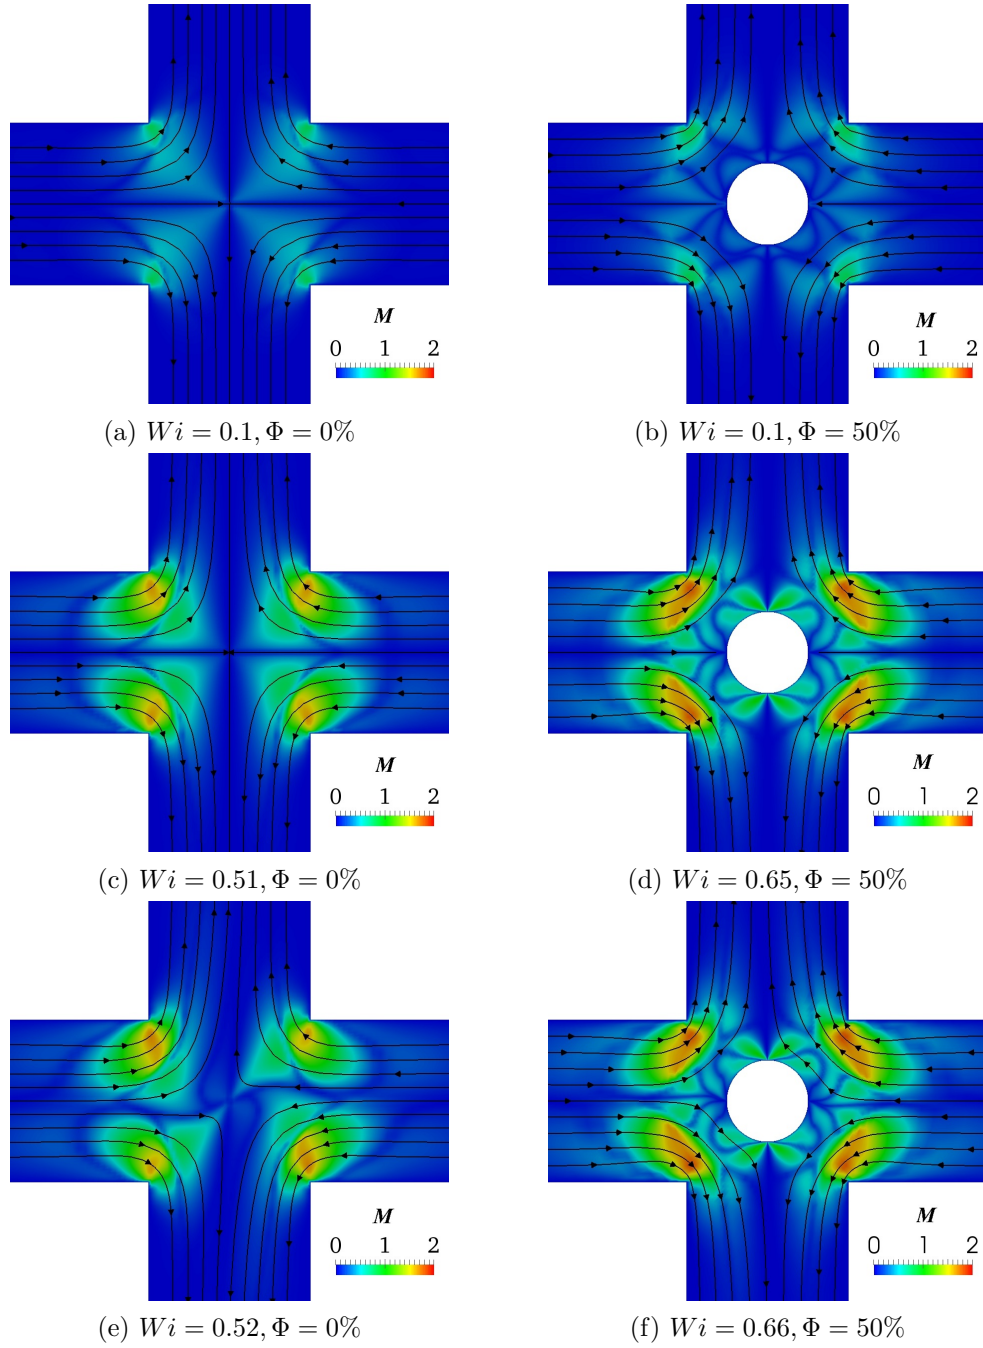 M M
0 1 2 0 1 2
(a) Wi = 0.1, Φ = 0% (b) Wi = 0.1, Φ = 50%
M M
0 1 2 0 1 2
(c) Wi = 0.51, Φ = 0% (d) Wi = 0.65, Φ = 50%
M M
0 1 2 0 1 2
(e) Wi = 0.52, Φ = 0% (f) Wi = 0.66, Φ = 50%